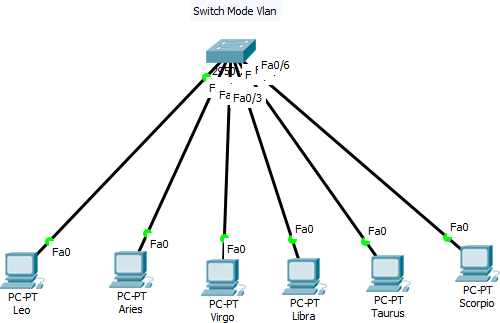 Switch Mode Vlan
Fa0/6
Fa0/3
Fa0
Fa0
Fa0
Fa0
Fa0
Fa0
PC-PT
Leo
PC-PT
Aries
PC-PT
Virgo
PC-PT
Libra
PC-PT
Taurus
PC-PT
Scorpio